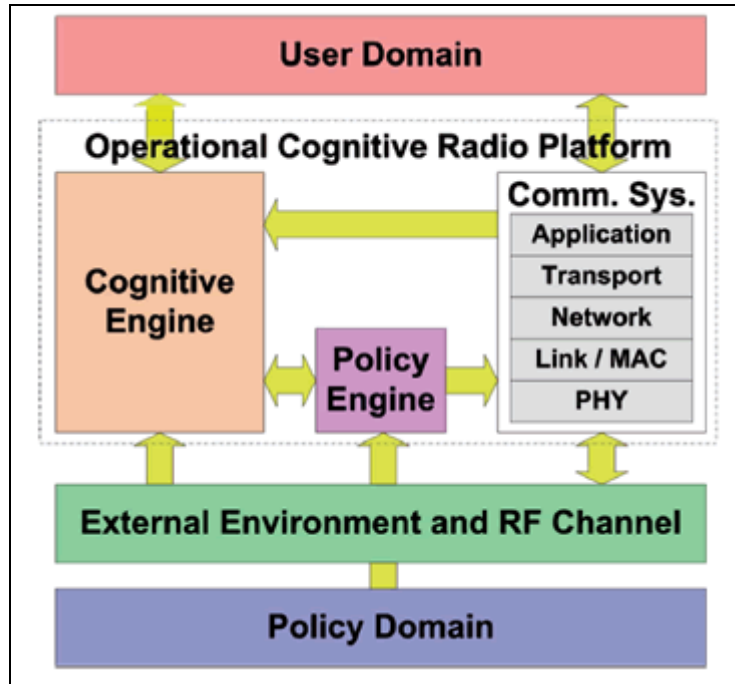 User Domain
Operational Cognitive Radio Platform
Cognitive
Engine
Policy
Engine
Comm. Sys.
Application
Transport
Network
Link / MAC
PHY
External Environment and RF Channel
Policy Domain